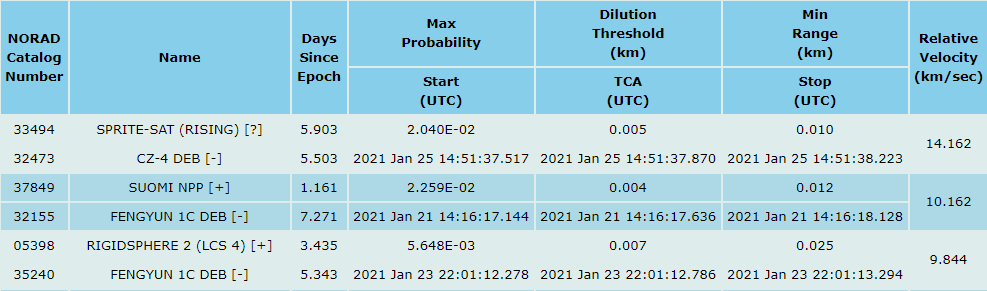 NORAD Catalog Number Name Days Since Epoch Max Probability Dilution Threshold (km) Min Range (km) Relative Velocity (km/sec)
Start (UTC) TCA (UTC) Stop (UTC)
33494 SPRITE-SAT (RISING) [?] 5.903 2.040E-02 0.005 0.010 14.162
32473 CZ-4 DEB [-] 5.503 2021 Jan 25 14:51:37.517 2021 Jan 25 14:51:37.870 2021 Jan 25 14:51:38.223
37849 SUOMI NPP [+] 1.161 2.259E-02 0.004 0.012 10.162
32155 FENGYUN 1C DEB [-] 7.271 2021 Jan 21 14:16:17.144 2021 Jan 21 14:16:17.636 2021 Jan 21 14:16:18.128
05398 RIGIDSPHERE 2 (LCS 4) [+] 3.435 5.648E-03 0.007 0.025 9.844
35240 FENGYUN 1C DEB [-] 5.343 2021 Jan 23 22:01:12.278 2021 Jan 23 22:01:12.786 2021 Jan 23 22:01:13.294